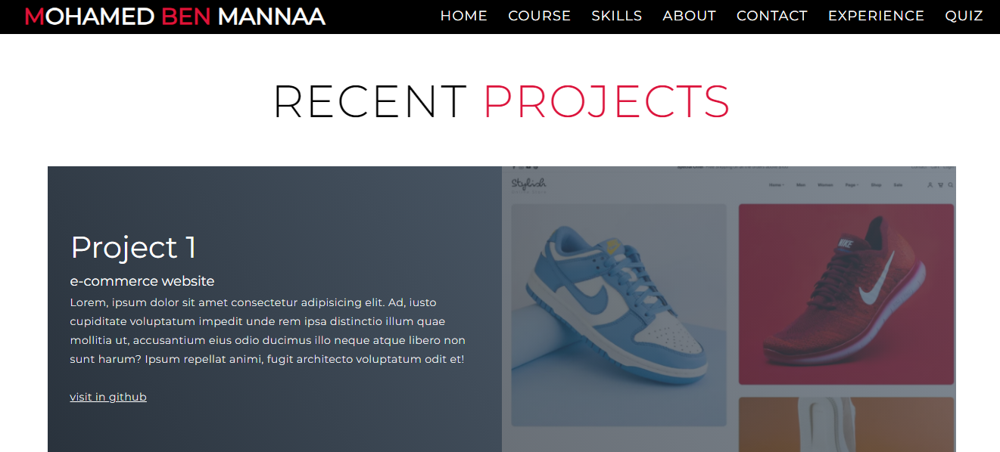 MOHAMED BEN MANNAA
HOME COURSE SKILLS ABOUT CONTACT EXPERIENCE QUIZ
RECENT PROJECTS
Stylish
Home Men Women Page Shop Sale
Project 1
e-commerce website
Lorem, ipsum dolor sit amet consectetur adipisicing elit. Ad, iusto
cupiditate voluptatum impedit unde rem ipsa distinctio illum quae
mollitia ut, accusantium eius odio ducimus illo neque atque libero non
sunt harum? Ipsum repellat animi, fugit architecto voluptatum odit et!
visit in github
NIKE